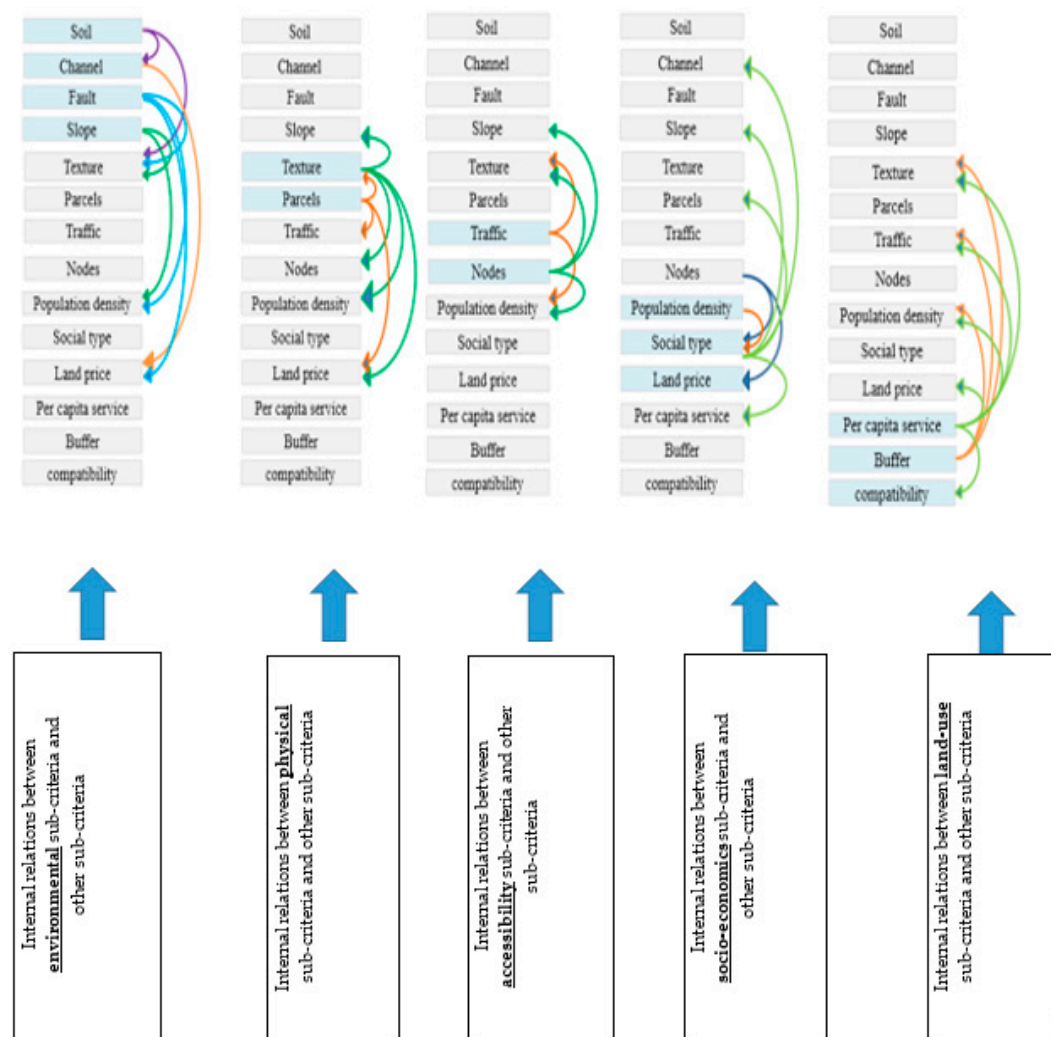 Soil
Channel
Fault
Slope
Texture
Parcels
Traffic
Nodes
Population density
Social type
Land price
Per capita service
Buffer
compatibility
Soil
Channel
Fault
Slope
Texture
Parcels
Traffic
Nodes
Population density
Social type
Land price
Per capita service
Buffer
compatibility
Soil
Channel
Fault
Slope
Texture
Parcels
Traffic
Nodes
Population density
Social type
Land price
Per capita service
Buffer
compatibility
Soil
Channel
Fault
Slope
Texture
Parcels
Traffic
Nodes
Population density
Social type
Land price
Per capita service
Buffer
compatibility
Soil
Channel
Fault
Slope
Texture
Parcels
Traffic
Nodes
Population density
Social type
Land price
Per capita service
Buffer
compatibility
Internal relations between
environmental sub-criteria and
other sub-criteria
Internal relations between physical
sub-criteria and other sub-criteria
Internal relations between
accessibility sub-criteria and other
sub-criteria
Internal relations between
socio-economics sub-criteria and
other sub-criteria
Internal relations between land-use
sub-criteria and other sub-criteria